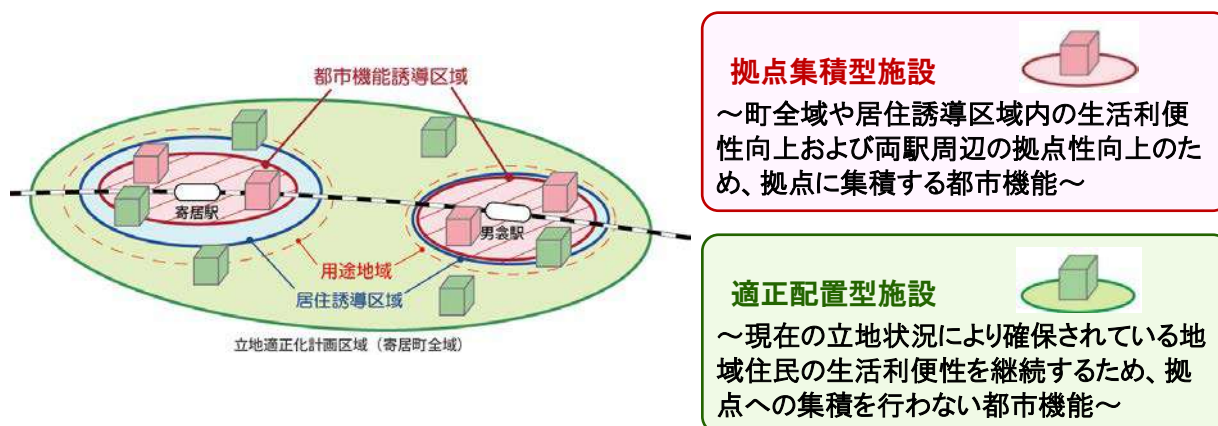 都市機能誘導区域
寄居駅
男衾駅
用途地域
居住誘導区域
立地適正化計画区域（寄居町全域）
拠点集積型施設
～町全域や居住誘導区域内の生活利便
性向上および両駅周辺の拠点性向上のた
め、拠点に集積する都市機能～
適正配置型施設
～現在の立地状況により確保されている地
域住民の生活利便性を継続するため、拠
点への集積を行わない都市機能～